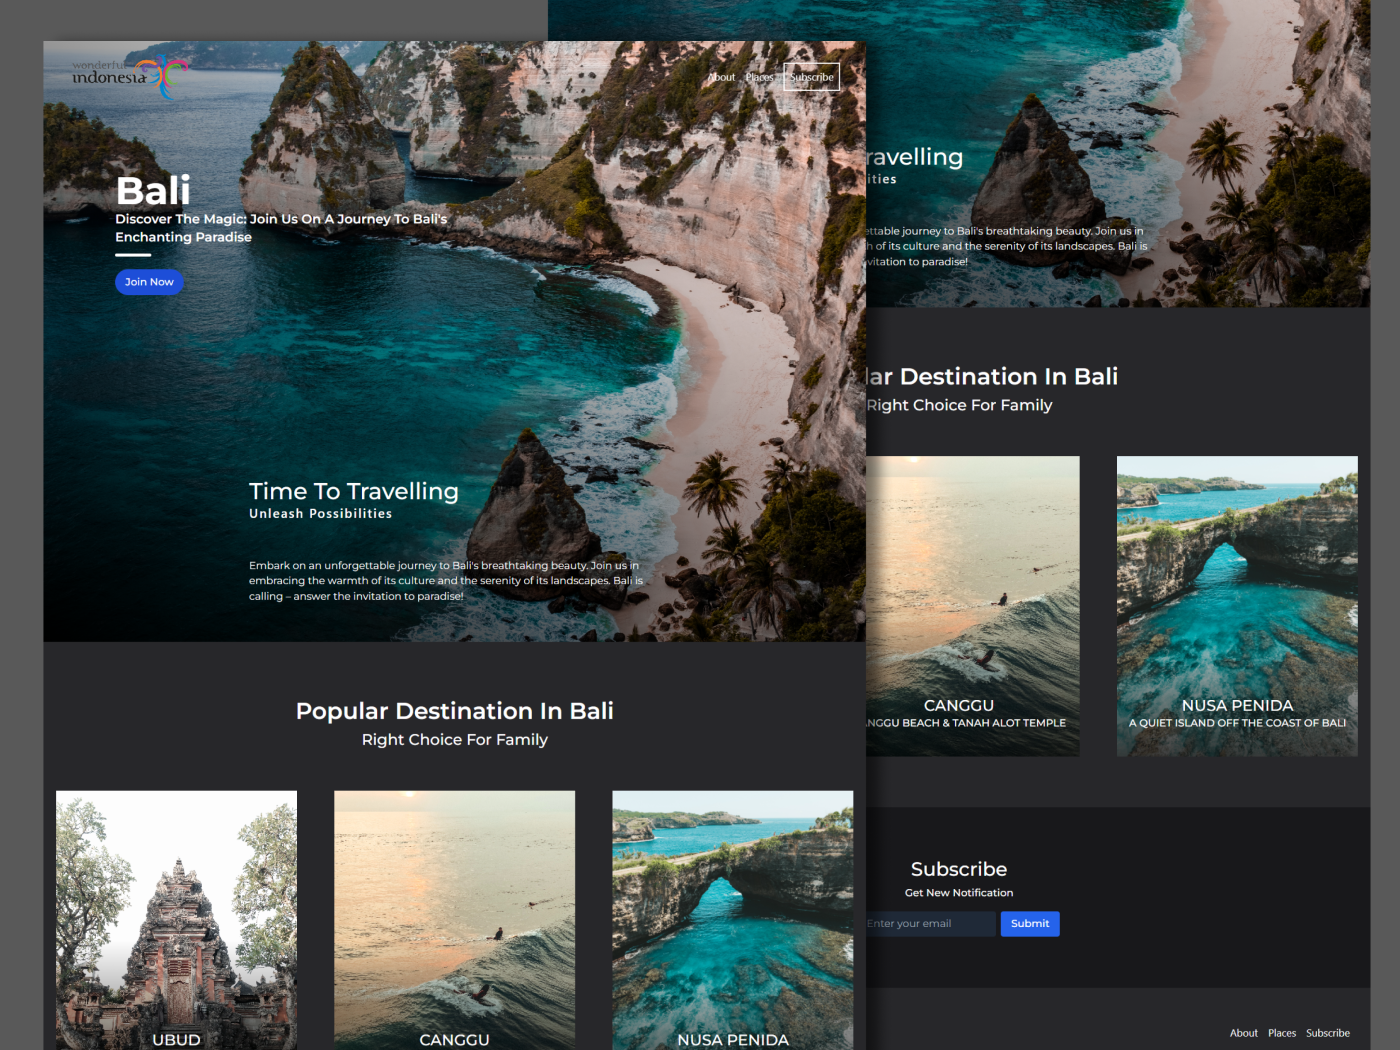 wonderful
indonesia
About Places Subscribe
Bali
Discover The Magic: Join Us On A Journey To Bali's
Enchanting Paradise
Join Now
Time To Travelling
Unleash Possibilities
Embark on an unforgettable journey to Bali's breathtaking beauty. Join us in
embracing the warmth of its culture and the serenity of its landscapes. Bali is
calling – answer the invitation to paradise!
Popular Destination In Bali
Right Choice For Family
UBUD
CANGGU
NUSA PENIDA
ravelling
ities
ettable journey to Bali's breathtaking beauty. Join us in
h of its culture and the serenity of its landscapes. Bali is
vitation to paradise!
lar Destination In Bali
Right Choice For Family
CANGGU
NGGU BEACH & TANAH ALOT TEMPLE
NUSA PENIDA
A QUIET ISLAND OFF THE COAST OF BALI
Subscribe
Get New Notification
Enter your email
Submit
About Places Subscribe